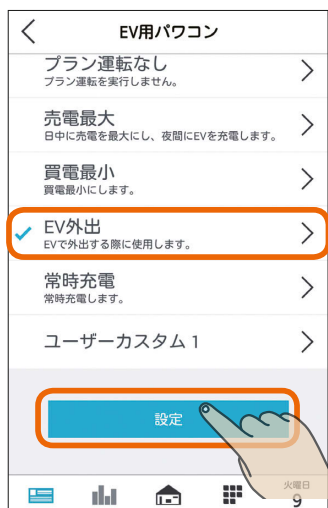 EV用パワコン
プラン運転なし
プラン運転を実行しません。
売電最大
日中に売電を最大にし、夜間にEVを充電します。
買電最小
買電最小にします。
EV外出
EVで外出する際に使用します。
常時充電
常時充電します。
ユーザーカスタム 1
設定
火曜日
9